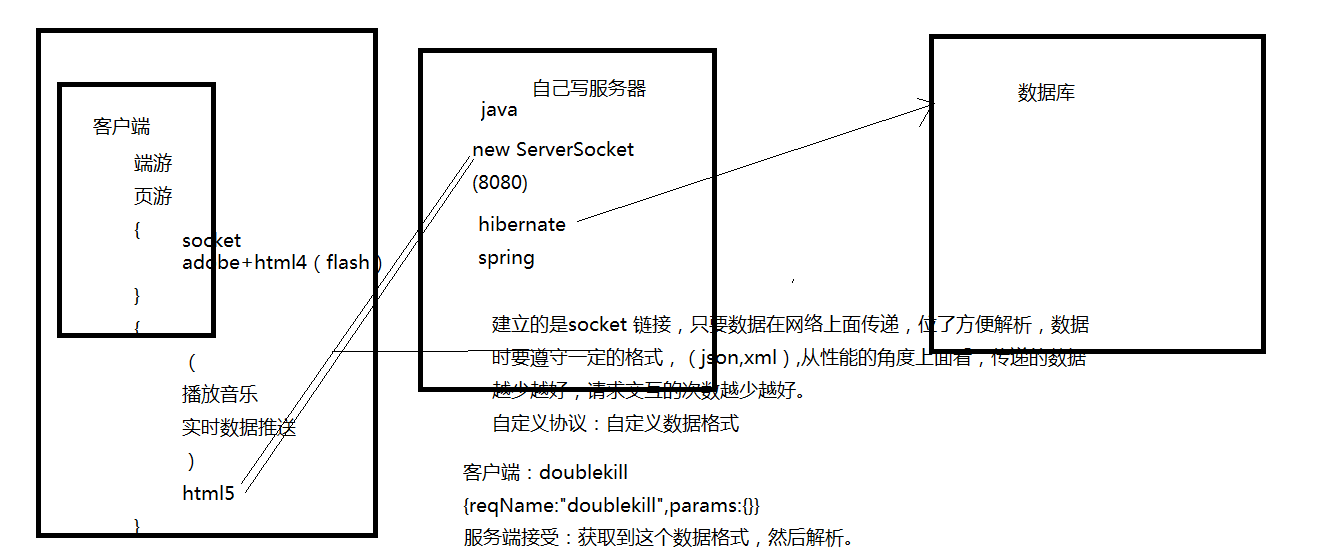 客户端
端游
页游
{
socket
adobe+html4（flash）
}
{
（
播放音乐
实时数据推送
）
html5
}
自己写服务器
java
new ServerSocket
(8080)
hibernate
spring
数据库
建立的是socket 链接，只要数据在网络上面传递，位了方便解析，数据
时要遵守一定的格式，（json,xml）,从性能的角度上面看，传递的数据
越少越好，请求交互的次数越少越好。
自定义协议：自定义数据格式
客户端：doublekill
{reqName:"doublekill",params:{}}
服务端接受：获取到这个数据格式，然后解析。